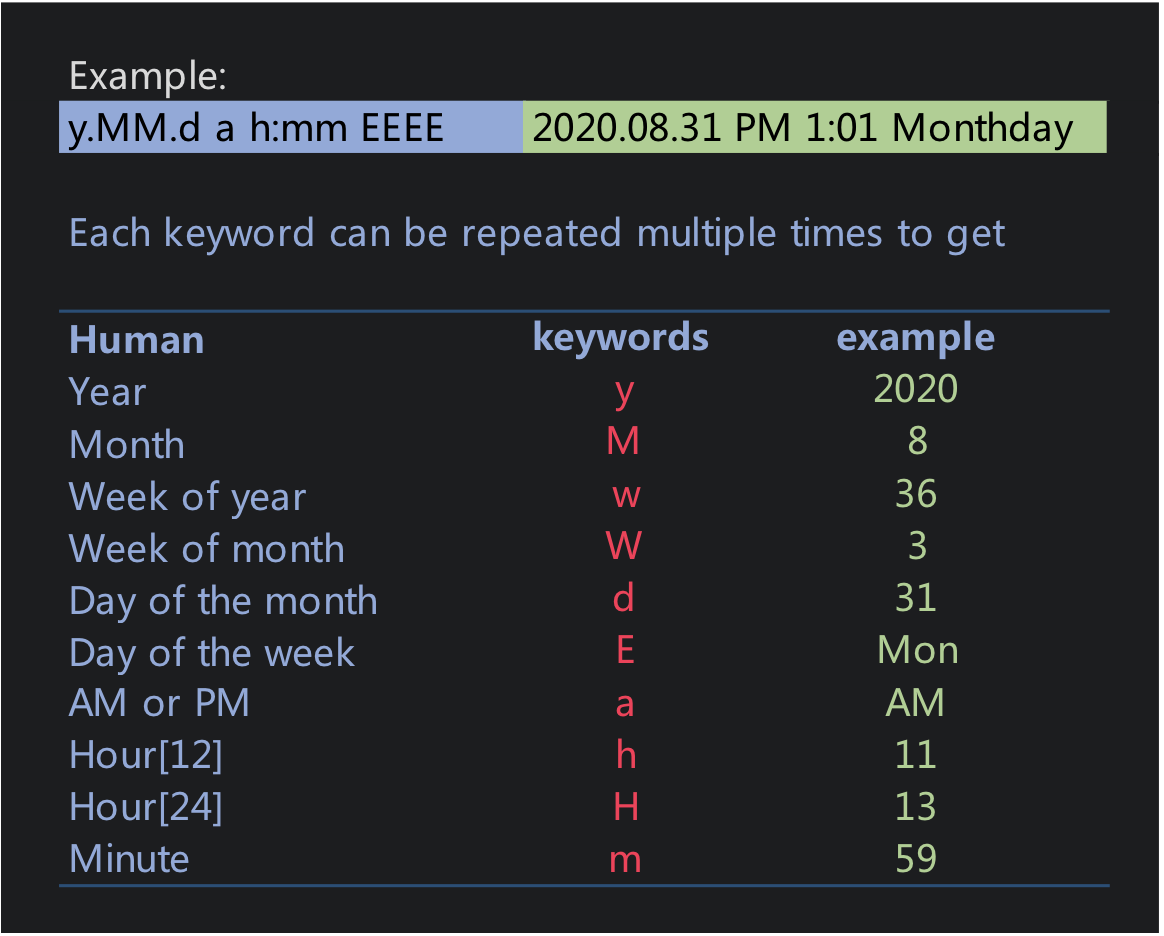 Example:
y.MM.d a h:mm EEEE 2020.08.31 PM 1:01 Monthday
Each keyword can be repeated multiple times to get
Human keywords example
Year y 2020
Month M 8
Week of year w 36
Week of month W 3
Day of the month d 31
Day of the week E Mon
AM or PM a AM
Hour[12] h 11
Hour[24] H 13
Minute m 59